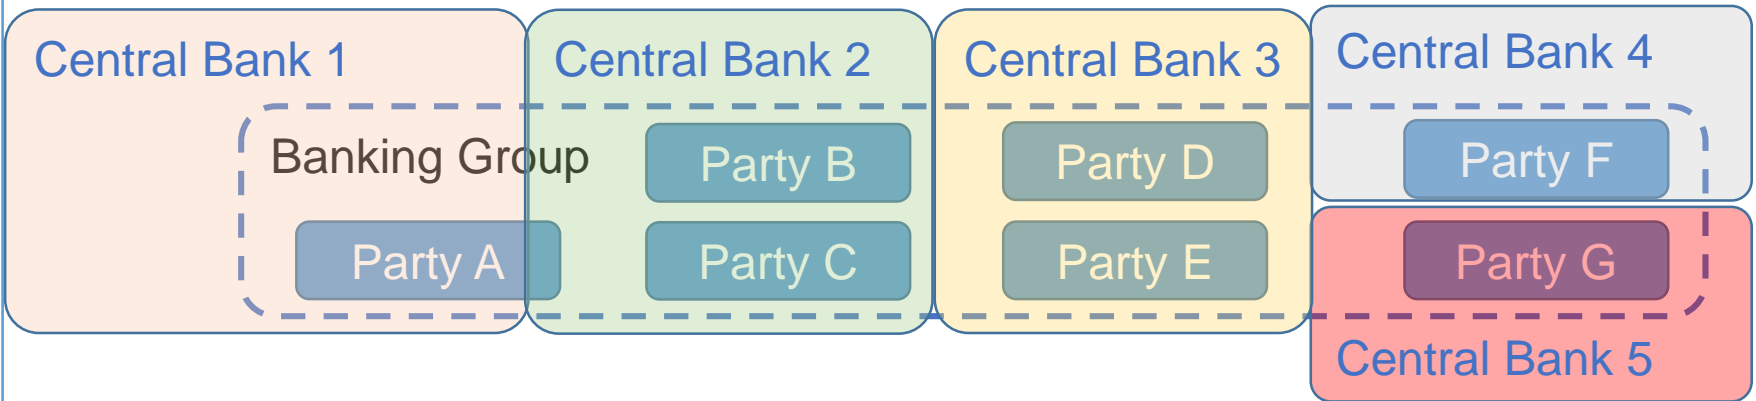 Central Bank 1
Central Bank 2
Central Bank 3
Central Bank 4
Banking Group
Party B
Party D
Party F
Party A
Party C
Party E
Party G
Central Bank 5